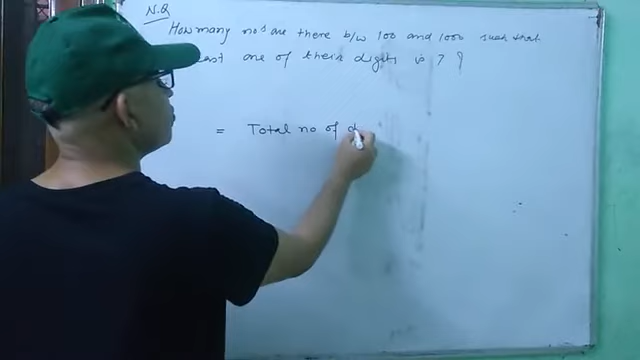 N.Q
How many no.s are there b/w 100 and 1000 such that
one of their digits is 7 ?
= Total no of d